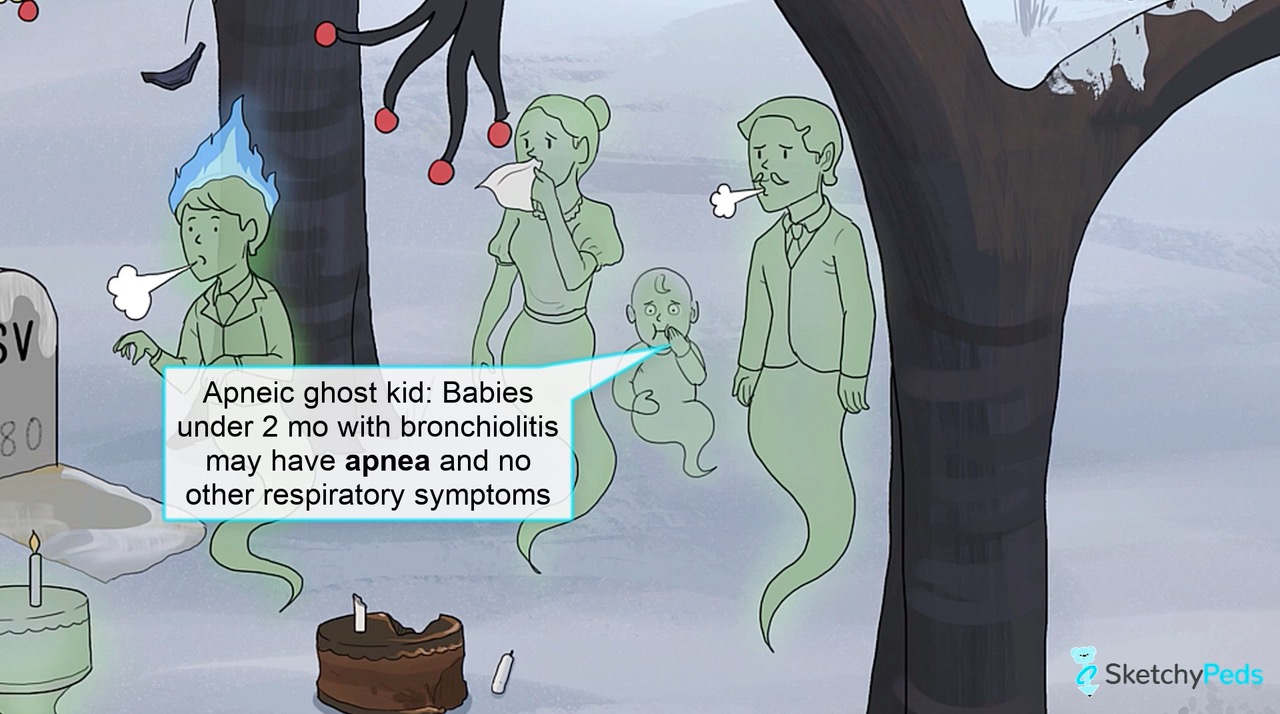 SV
80
Apneic ghost kid: Babies
under 2 mo with bronchiolitis
may have apnea and no
other respiratory symptoms
SketchyPeds